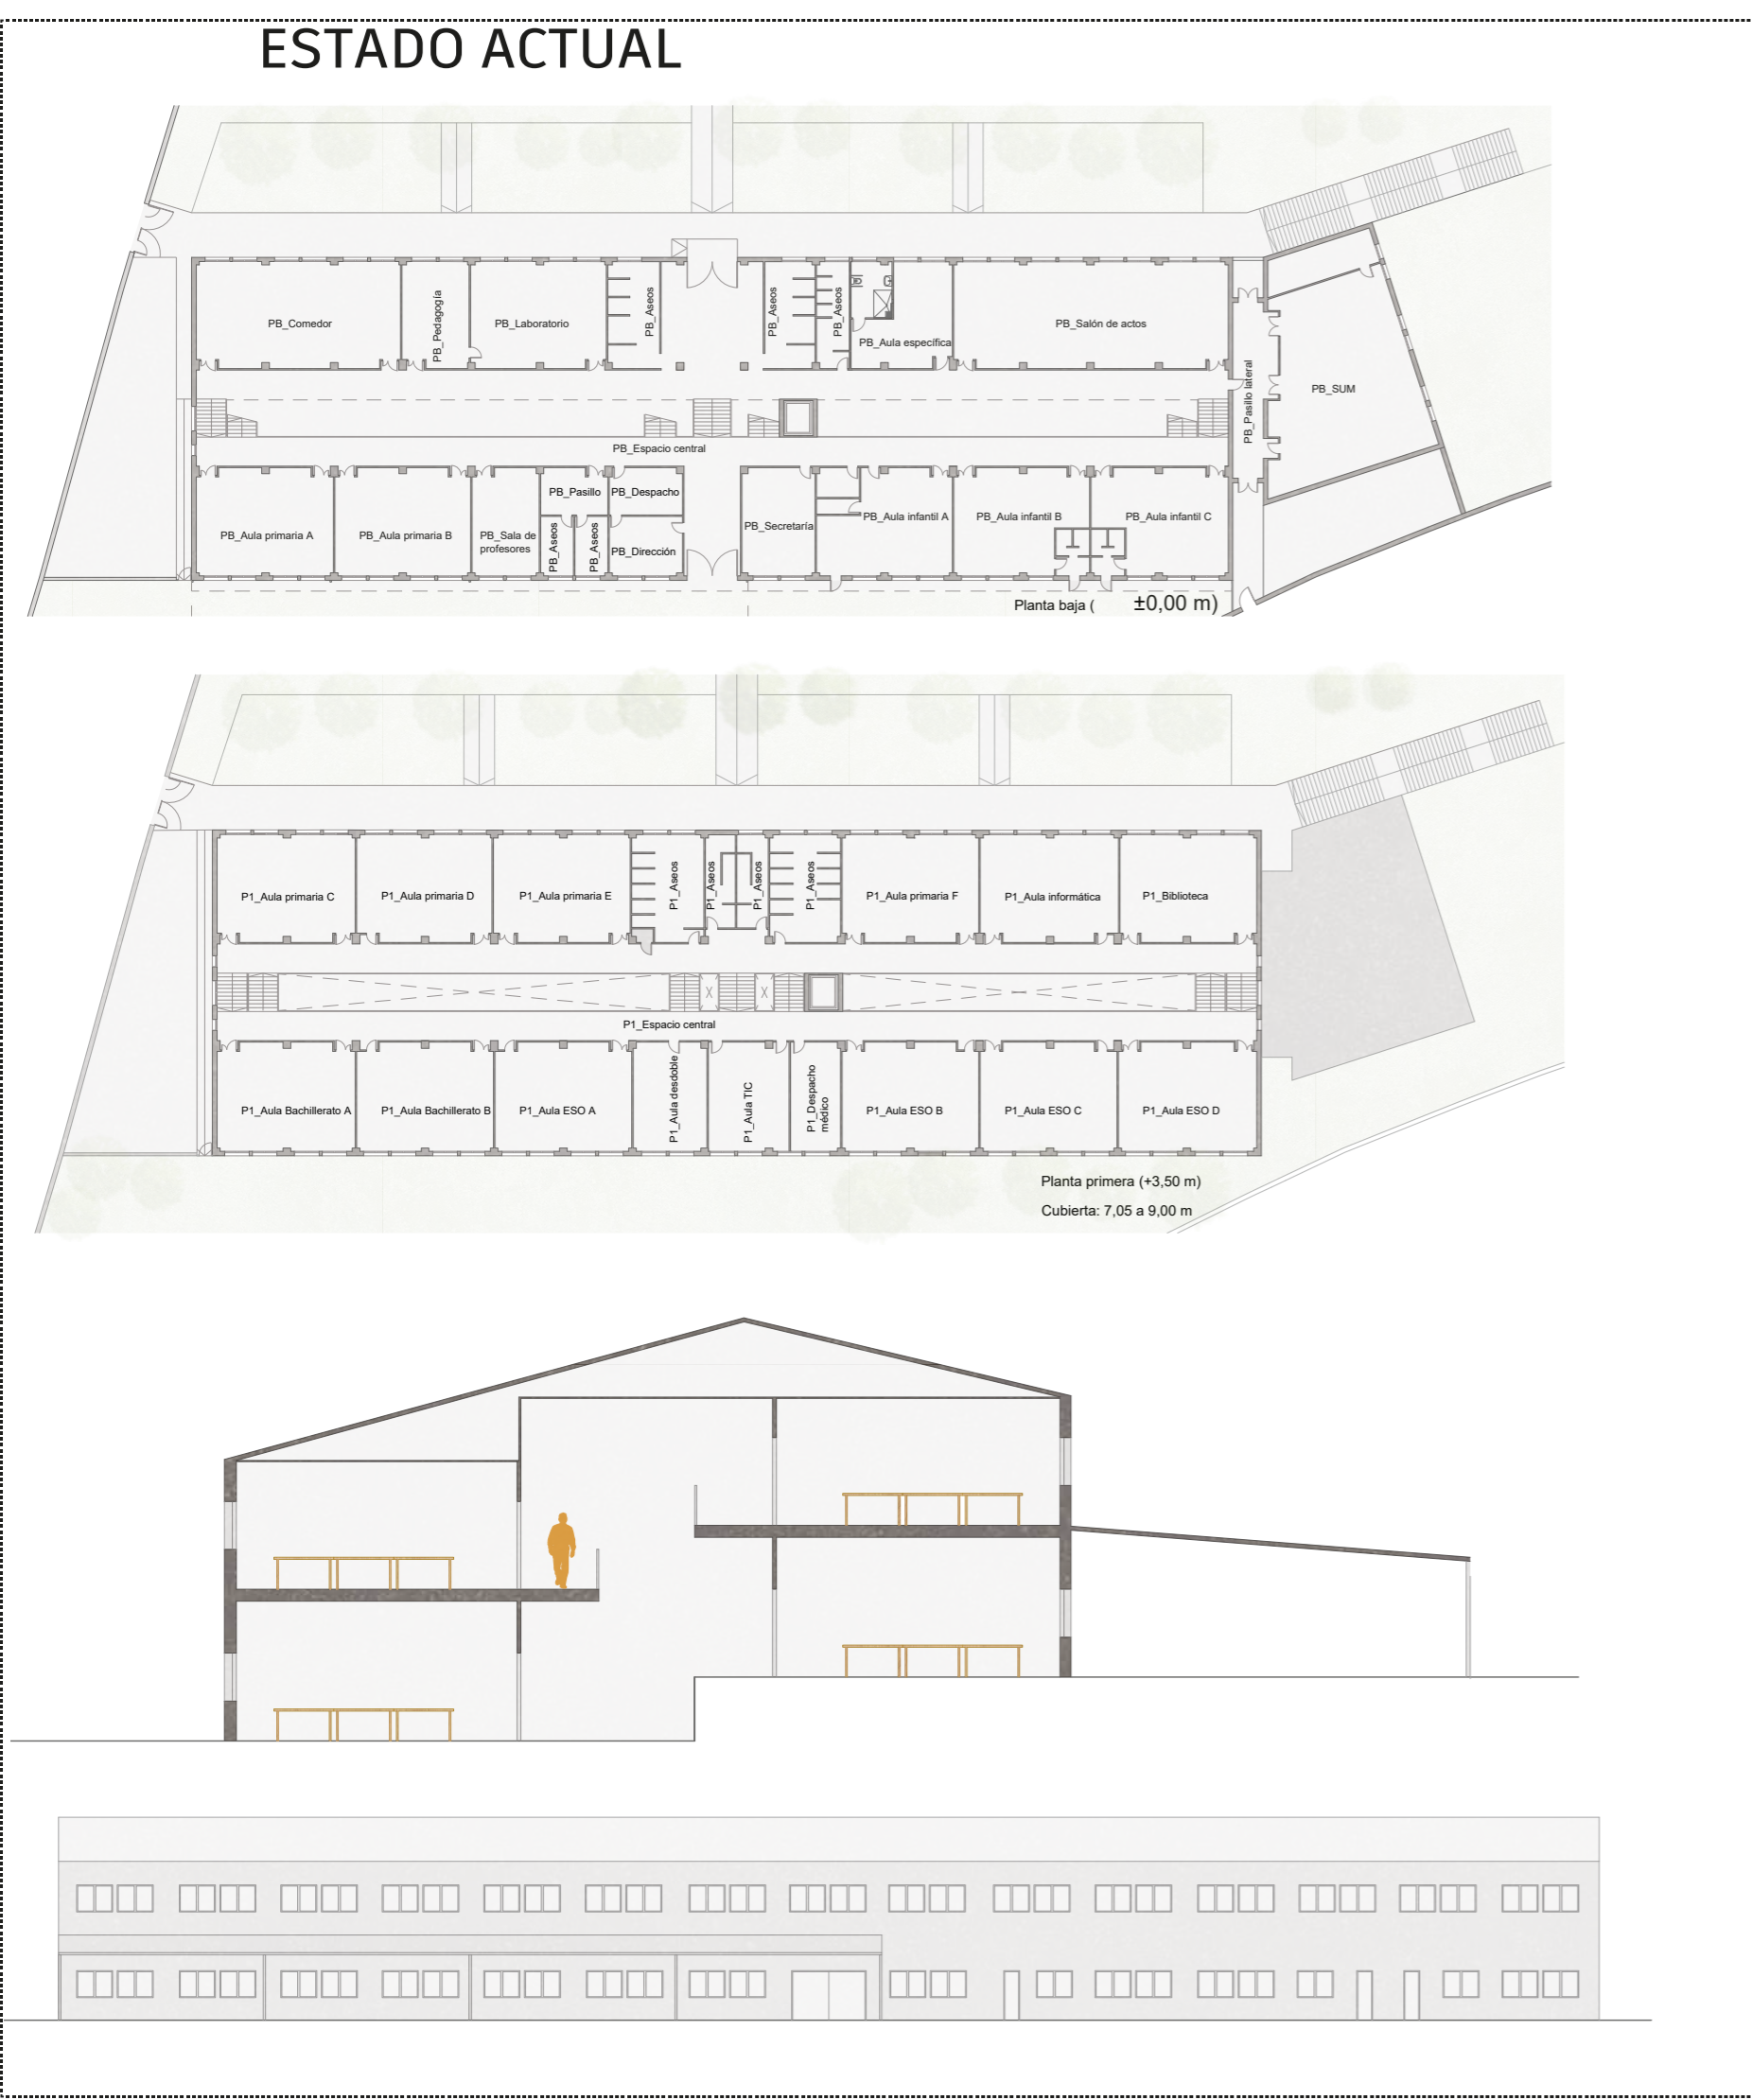 ESTADO ACTUAL
PB_Comedor
PB_Pedagogía
PB_Laboratorio
PB_Aseos
PB_Aseos
PB_Aseos
PB_Aula específica
PB_Salón de actos
PB_Pasillo lateral
PB_SUM
PB_Espacio central
PB_Aula primaria A
PB_Aula primaria B
PB_Sala de
profesores
PB_Pasillo
PB_Aseos
PB_Aseos
PB_Despacho
PB_Dirección
PB_Secretaría
PB_Aula infantil A
PB_Aula infantil B
PB_Aula infantil C
Planta baja ( ±0,00 m)
P1_Aula primaria C
P1_Aula primaria D
P1_Aula primaria E
P1_Aseos
P1_Aseos
P1_Aseos
P1_Aseos
P1_Aula primaria F
P1_Aula informática
P1_Biblioteca
P1_Espacio central
P1_Aula Bachillerato A
P1_Aula Bachillerato B
P1_Aula ESO A
P1_Aula desdoble
P1_Aula TIC
P1_Despacho
médico
P1_Aula ESO B
P1_Aula ESO C
P1_Aula ESO D
Planta primera (+3,50 m)
Cubierta: 7,05 a 9,00 m